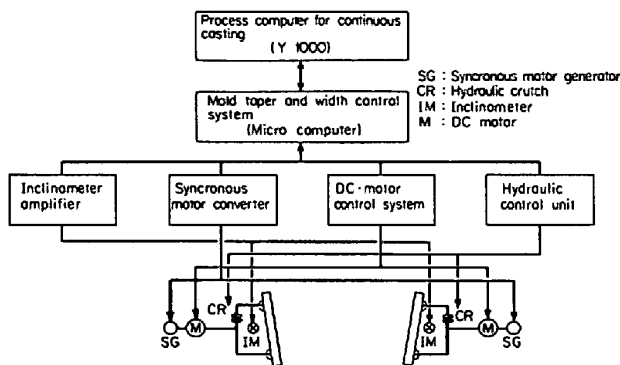 Process computer for continuous
casting
(Y 1000)
SG : Syncronous motor generator
CR : Hydraulic crutch
IM : Inclinometer
M : DC motor
Mold taper and width control
system
(Micro computer)
Inclinometer
amplifier
Syncronous
motor converter
DC-motor
control system
Hydraulic
control unit
CR
CR
M
M
SG
IM
IM
SG